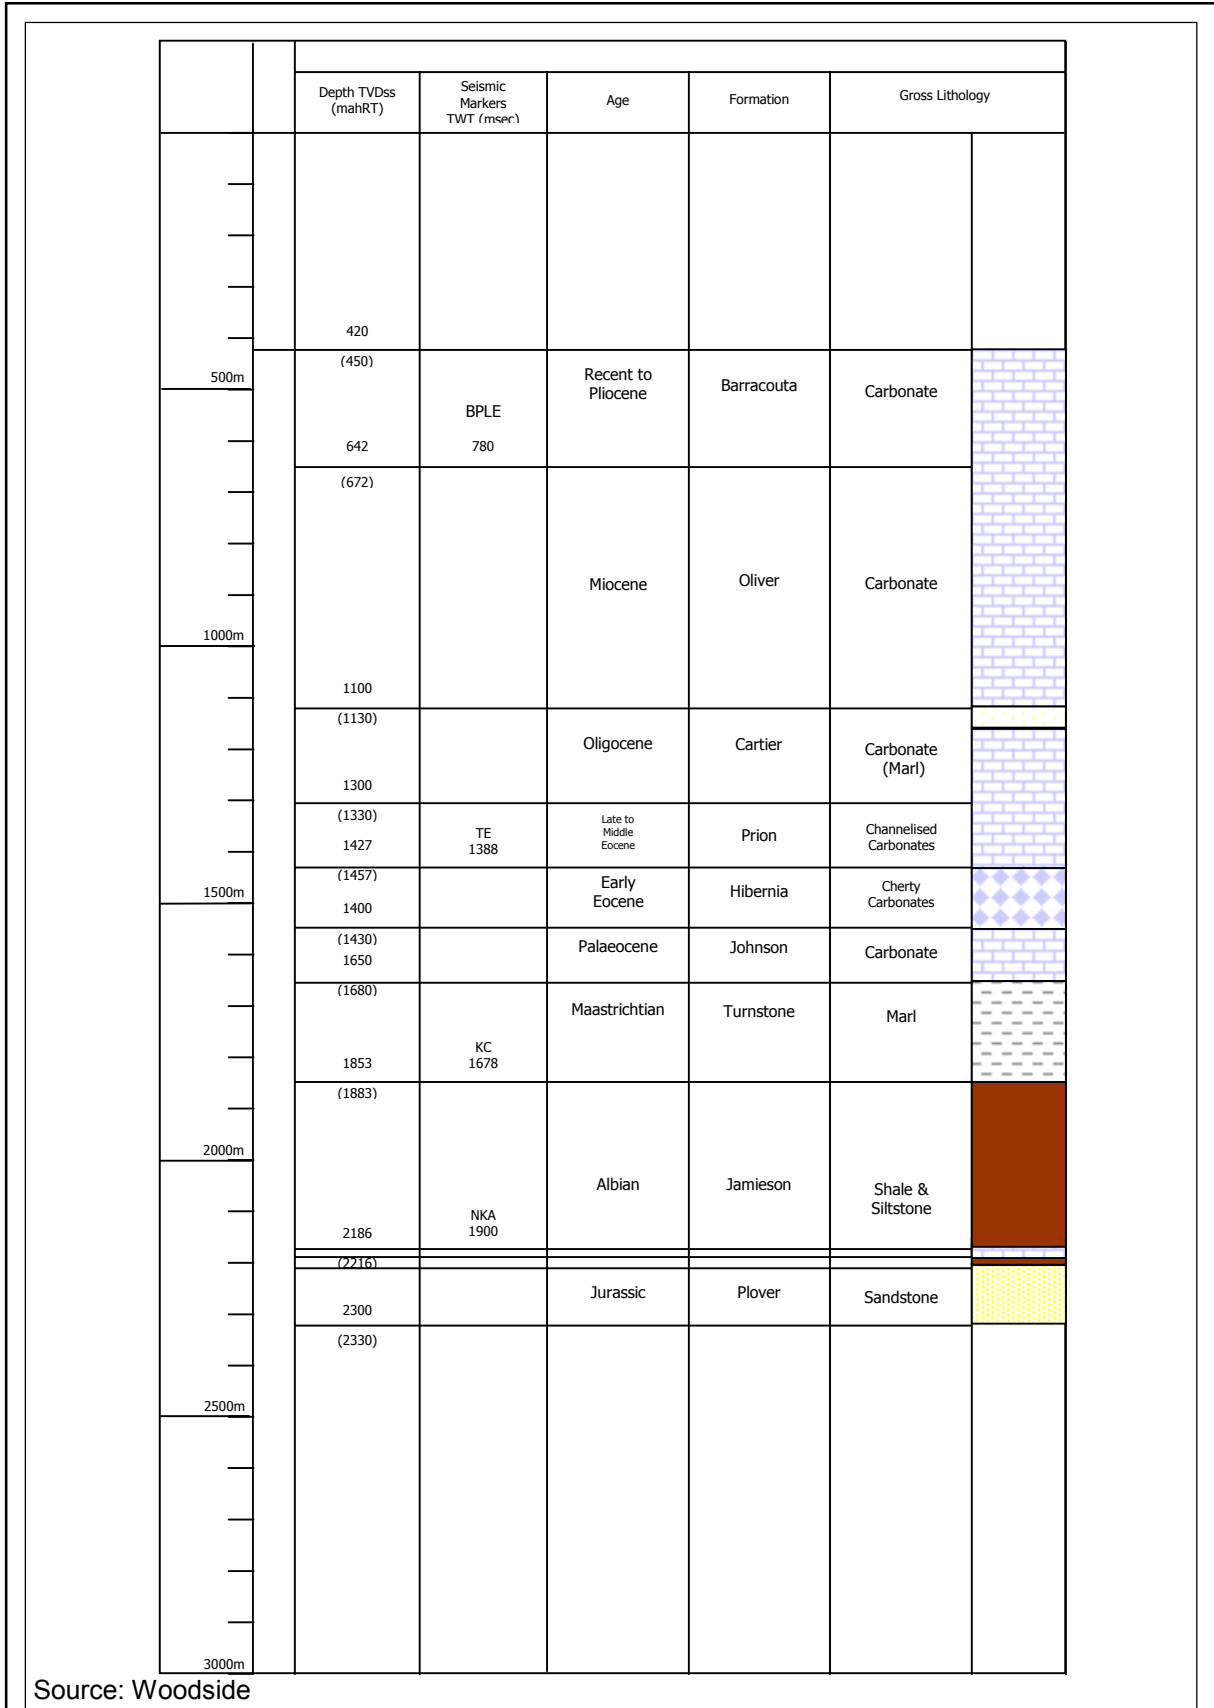 Depth TVDss
(mahRT)
Seismic
Markers
TWT (msec)
Age
Formation
Gross Lithology
420
(450)
500m
Recent to
Pliocene
Barracouta
Carbonate
BPLE
642
780
(672)
Miocene
Oliver
Carbonate
1000m
1100
(1130)
Oligocene
Cartier
Carbonate
(Marl)
1300
(1330)
Late to
Middle
Eocene
TE
1388
Prion
Channelised
Carbonates
1427
(1457)
Early
Eocene
Hibernia
Cherty
Carbonates
1500m
1400
(1430)
Palaeocene
Johnson
Carbonate
1650
(1680)
Maastrichtian
Turnstone
Marl
KC
1853
1678
(1883)
2000m
Albian
Jamieson
Shale &
Siltstone
NKA
2186
1900
(2216)
Jurassic
Plover
Sandstone
2300
(2330)
2500m
3000m
Source: Woodside